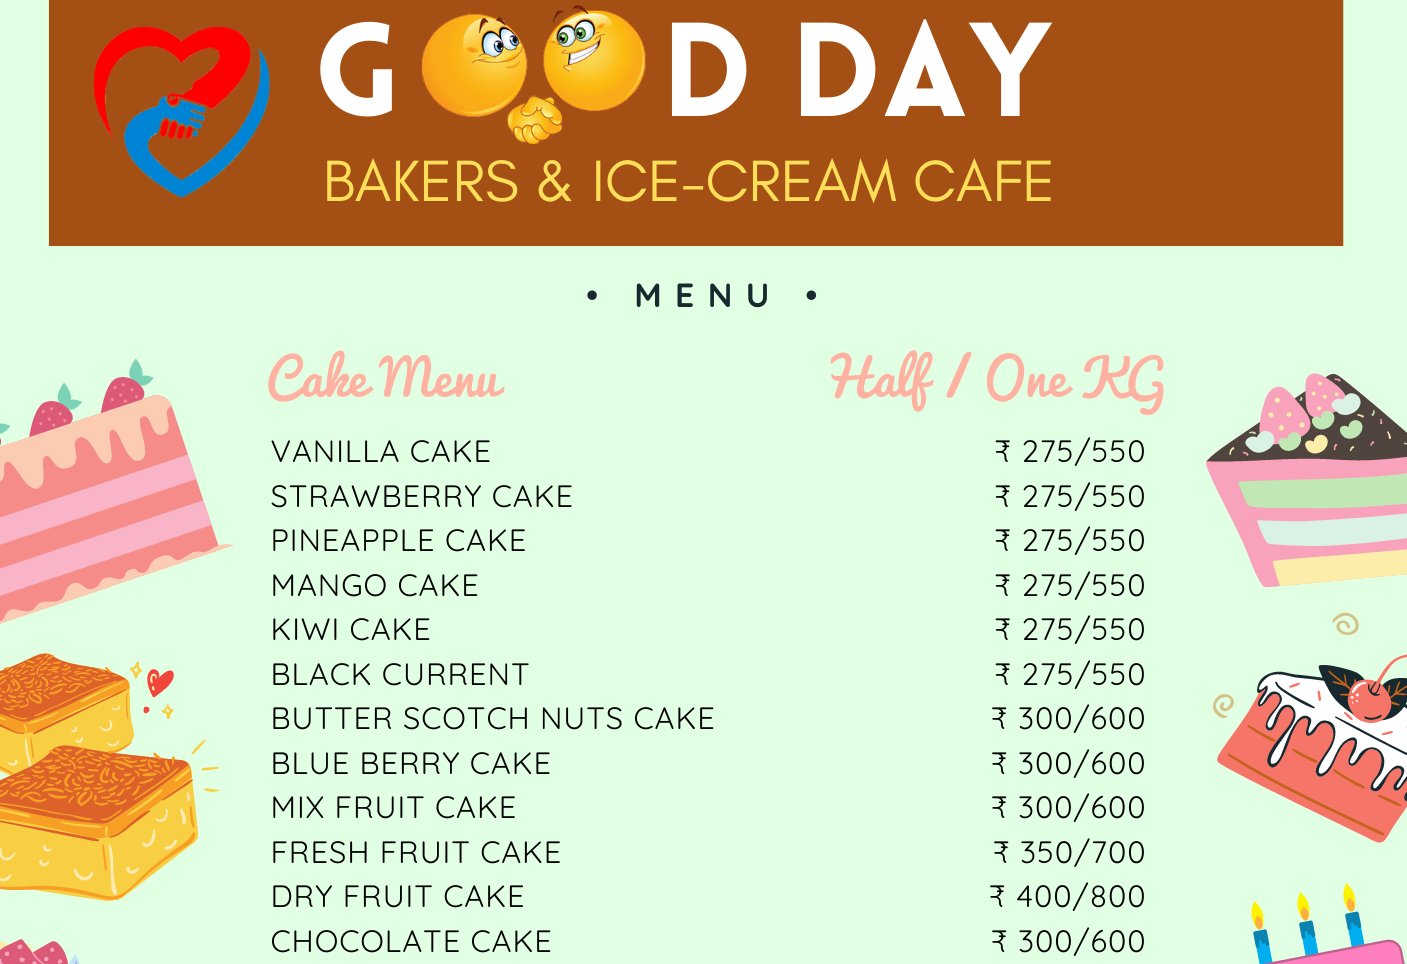 GOOD DAY
BAKERS & ICE-CREAM CAFE
• MENU •
Cake Menu Half / One KG
VANILLA CAKE ₹ 275/550
STRAWBERRY CAKE ₹ 275/550
PINEAPPLE CAKE ₹ 275/550
MANGO CAKE ₹ 275/550
KIWI CAKE ₹ 275/550
BLACK CURRENT ₹ 275/550
BUTTER SCOTCH NUTS CAKE ₹ 300/600
BLUE BERRY CAKE ₹ 300/600
MIX FRUIT CAKE ₹ 300/600
FRESH FRUIT CAKE ₹ 350/700
DRY FRUIT CAKE ₹ 400/800
CHOCOLATE CAKE ₹ 300/600